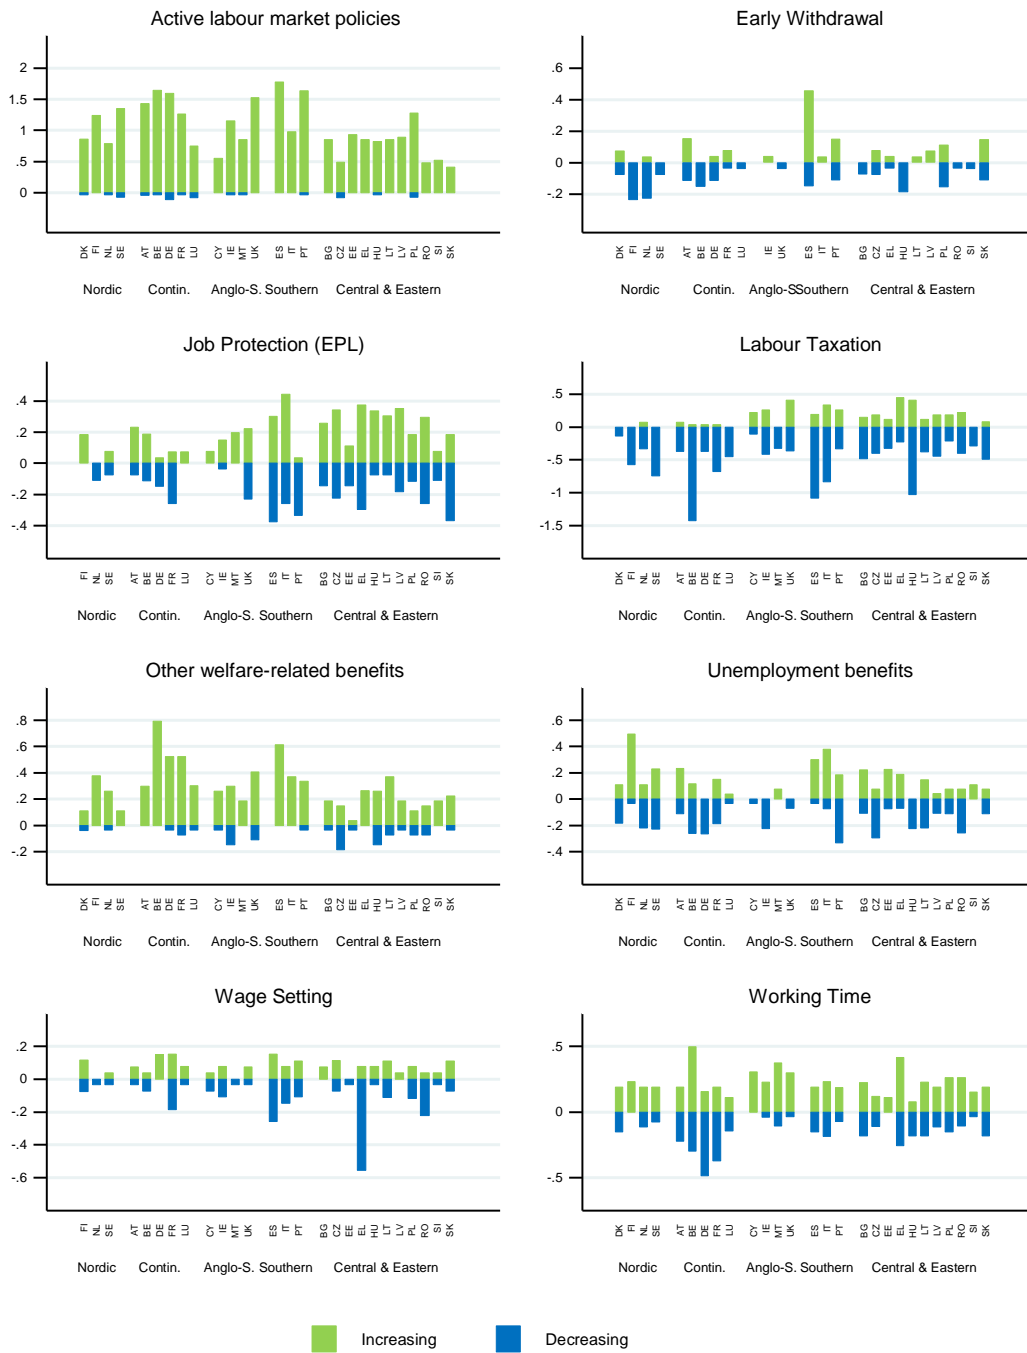 Active labour market policies
2
1.5
1
.5
0
DK FI NL SE AT BE DE FR LU CY IE MT UK ES IT PT BG CZ EE EL HU LT LV PL RO SI SK
Nordic Contin. Anglo-S. Southern Central & Eastern
Early Withdrawal
.6
.4
.2
0
-.2
DK FI NL SE AT BE DE FR LU IE UK ES IT PT BG CZ EL HU LT LV PL RO SI SK
Nordic Contin. Anglo-S. Southern Central & Eastern
Job Protection (EPL)
.4
.2
0
-.2
-.4
FI NL SE AT BE DE FR LU CY IE MT UK ES IT PT BG CZ EE EL HU LT LV PL RO SI SK
Nordic Contin. Anglo-S. Southern Central & Eastern
Labour Taxation
.5
0
-.5
-1
-1.5
DK FI NL SE AT BE DE FR LU CY IE MT UK ES IT PT BG CZ EE EL HU LT LV PL RO SI SK
Nordic Contin. Anglo-S. Southern Central & Eastern
Other welfare-related benefits
.8
.6
.4
.2
0
-.2
DK FI NL SE AT BE DE FR LU CY IE MT UK ES IT PT BG CZ EE EL HU LT LV PL RO SI SK
Nordic Contin. Anglo-S. Southern Central & Eastern
Unemployment benefits
.6
.4
.2
0
-.2
-.4
DK FI NL SE AT BE DE FR LU CY IE MT UK ES IT PT BG CZ EE EL HU LT LV PL RO SI SK
Nordic Contin. Anglo-S. Southern Central & Eastern
Wage Setting
.2
0
-.2
-.4
-.6
FI NL SE AT BE DE FR LU CY IE MT UK ES IT PT BG CZ EE EL HU LT LV PL RO SI SK
Nordic Contin. Anglo-S. Southern Central & Eastern
Working Time
.5
0
-.5
DK FI NL SE AT BE DE FR LU CY IE MT UK ES IT PT BG CZ EE EL HU LT LV PL RO SI SK
Nordic Contin. Anglo-S. Southern Central & Eastern
Increasing Decreasing